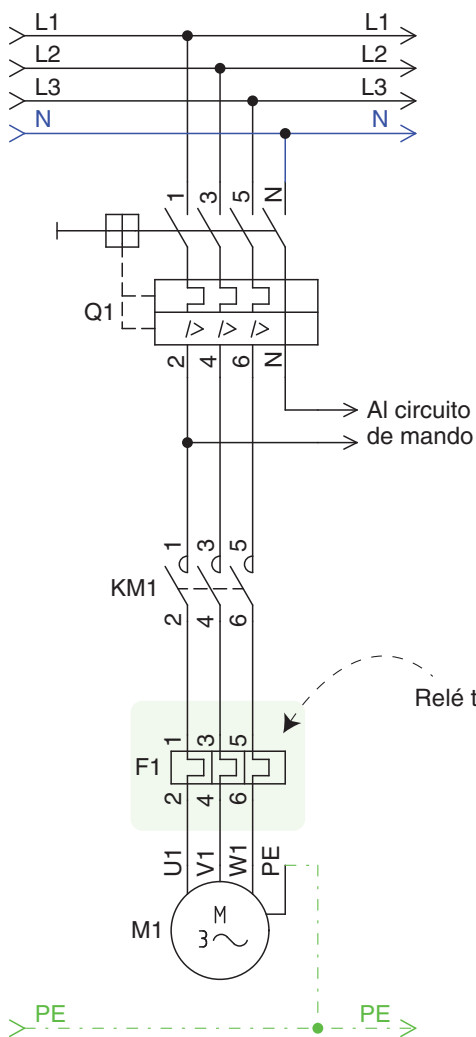 L1 L1
L2 L2
L3 L3
N N
1 3 5 N
Q1
2 4 6 N
Al circuito
de mando
1 3 5
KM1
2 4 6
Relé t
1 3 5
F1
2 4 6
U1 V1 W1 PE
M1
M
3
PE PE